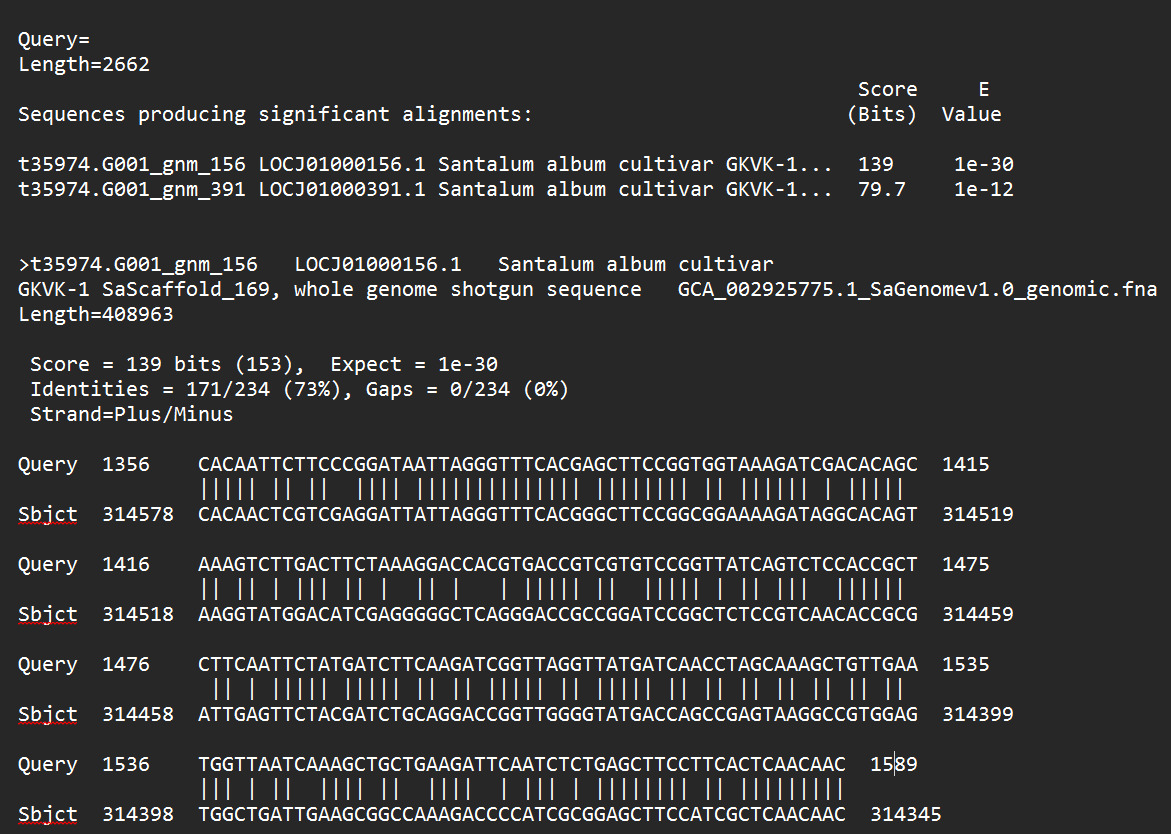 Query=
Length=2662
Score E
Sequences producing significant alignments: (Bits) Value
t35974.G001_gnm_156 LOCJ01000156.1 Santalum album cultivar GKVK-1... 139 1e-30
t35974.G001_gnm_391 LOCJ01000391.1 Santalum album cultivar GKVK-1... 79.7 1e-12
>t35974.G001_gnm_156 LOCJ01000156.1 Santalum album cultivar
GKVK-1 SaScaffold_169, whole genome shotgun sequence GCA_002925775.1_SaGenomev1.0_genomic.fna
Length=408963
Score = 139 bits (153), Expect = 1e-30
Identities = 171/234 (73%), Gaps = 0/234 (0%)
Strand=Plus/Minus
Query 1356 CACAATTCTTCCCGGATAATTAGGGTTTCACGAGCTTCCGGTGGTAAAGATCGACACAGC 1415
||||| || || |||| |||||||||||||| |||||||| || |||||| | |||||
Sbjct 314578 CACAACTCGTCGAGGATTATTAGGGTTTCACGGGCTTCCGGCGGAAAAGATAGGCACAGT 314519
Query 1416 AAAGTCTTGACTTCTAAAGGACCACGTGACCGTCGTGTCCGGTTATCAGTCTCCACCGCT 1475
|| || | ||| || | || | | ||||| || ||||| | || ||| ||||||
Sbjct 314518 AAGGTATGGACATCGAGGGGGCTCAGGGACCGCCGGATCCGGCTCTCCGTCAACACCGCG 314459
Query 1476 CTTCAATTCTATGATCTTCAAGATCGGTTAGGTTATGATCAACCTAGCAAAGCTGTTGAA 1535
|| | ||||| ||||| || || ||||| || ||||| || || || || || || ||
Sbjct 314458 ATTGAGTTCTACGATCTGCAGGACCGGTTGGGGTATGACCAGCCGAGTAAGGCCGTGGAG 314399
Query 1536 TGGTTAATCAAAGCTGCTGAAGATTCAATCTCTGAGCTTCCTTCACTCAACAAC 1589
||| | || |||| || |||| | ||| | |||||||| || |||||||||
Sbjct 314398 TGGCTGATTGAAGCGGCCAAAGACCCCATCGCGGAGCTTCCATCGCTCAACAAC 314345